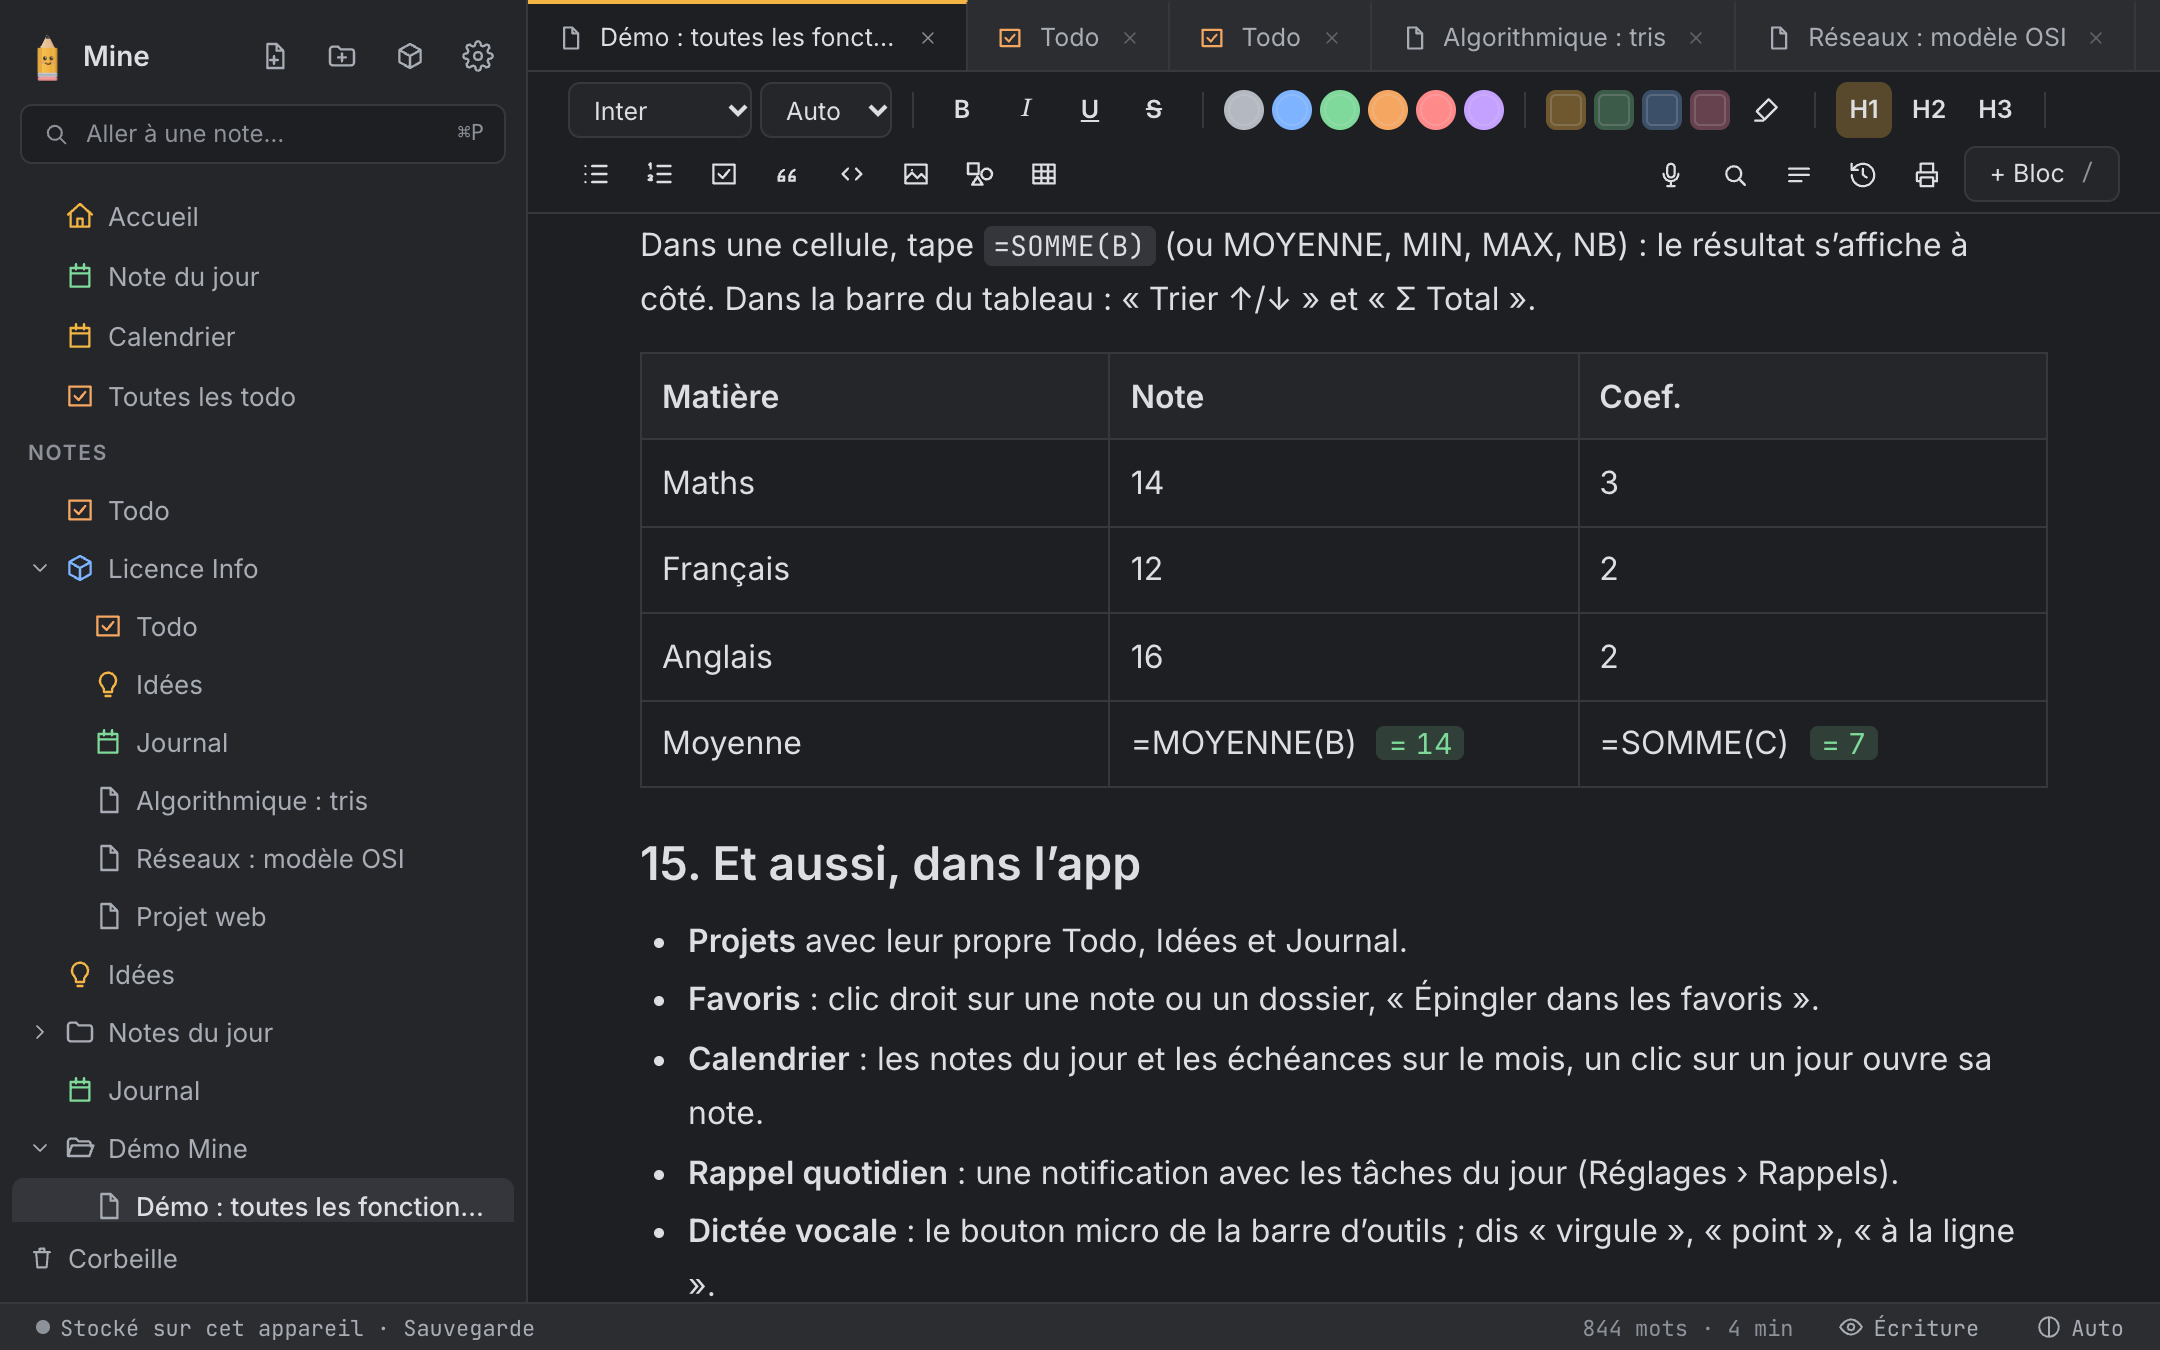 Mine
Aller à une note... ⌘P
Accueil
Note du jour
Calendrier
Toutes les todo
NOTES
Todo
Licence Info
Todo
Idées
Journal
Algorithmique : tris
Réseaux : modèle OSI
Projet web
Idées
Notes du jour
Journal
Démo Mine
Démo : toutes les fonction...
Corbeille
Démo : toutes les fonct... ×
Todo ×
Todo ×
Algorithmique : tris ×
Réseaux : modèle OSI ×
Inter Auto B I U S H1 H2 H3
+ Bloc /
Dans une cellule, tape =SOMME(B) (ou MOYENNE, MIN, MAX, NB) : le résultat s’affiche à
côté. Dans la barre du tableau : « Trier ↑/↓ » et « Σ Total ».
Matière Note Coef.
Maths 14 3
Français 12 2
Anglais 16 2
Moyenne =MOYENNE(B) = 14 =SOMME(C) = 7
15. Et aussi, dans l’app
• Projets avec leur propre Todo, Idées et Journal.
• Favoris : clic droit sur une note ou un dossier, « Épingler dans les favoris ».
• Calendrier : les notes du jour et les échéances sur le mois, un clic sur un jour ouvre sa
note.
• Rappel quotidien : une notification avec les tâches du jour (Réglages › Rappels).
• Dictée vocale : le bouton micro de la barre d’outils ; dis « virgule », « point », « à la ligne
».
Stocké sur cet appareil · Sauvegarde
844 mots · 4 min Écriture Auto